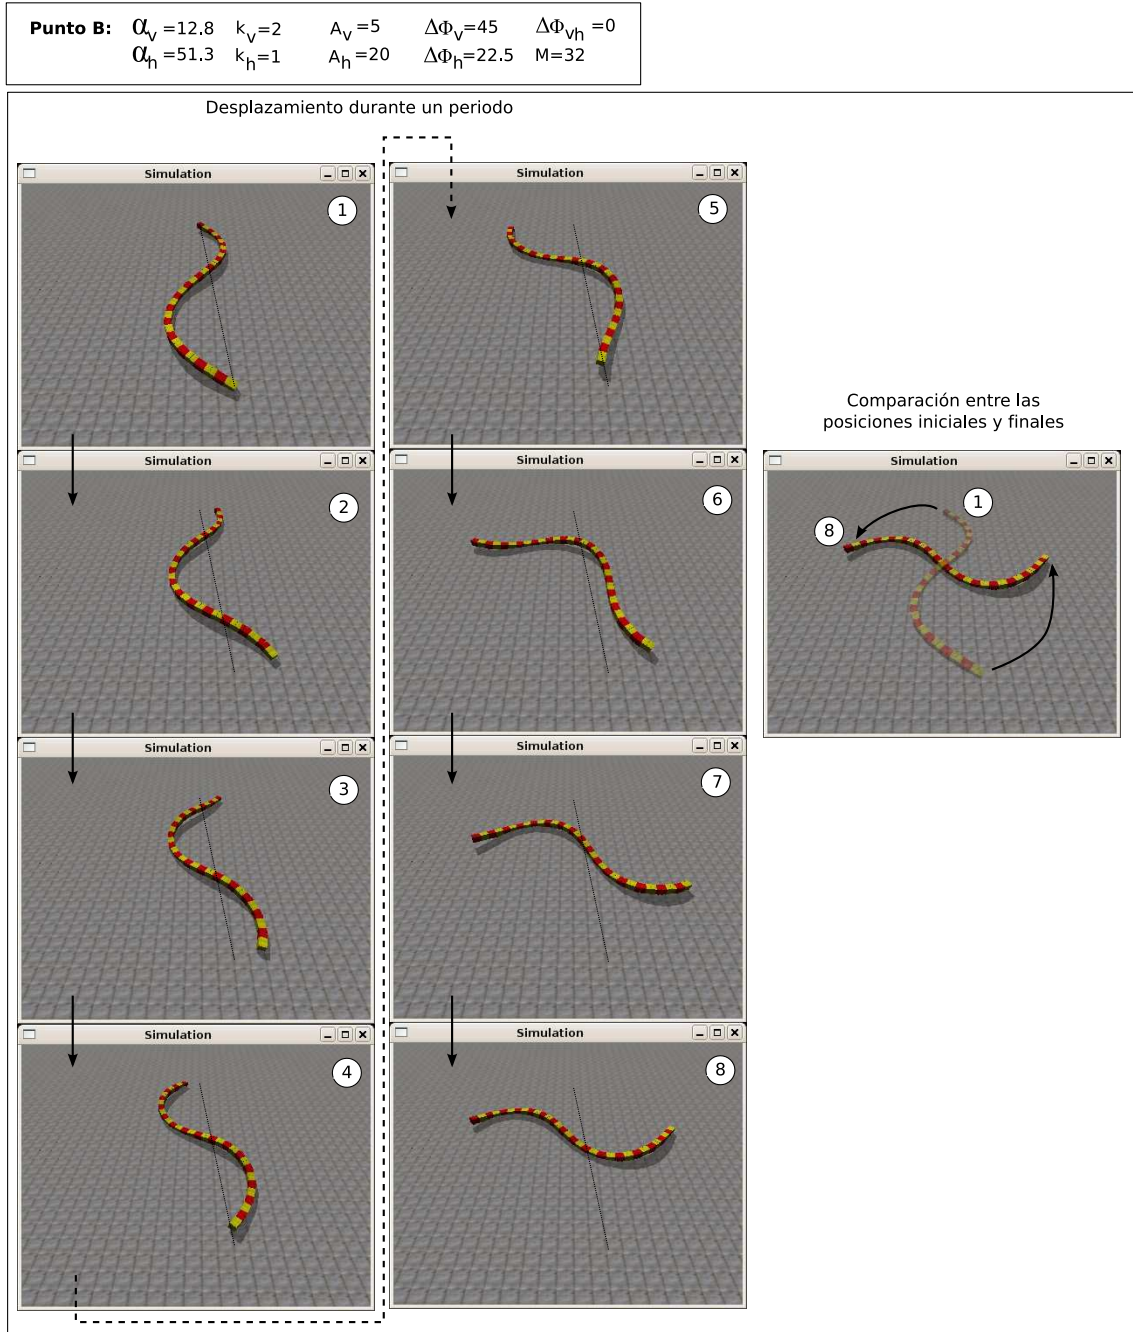 Punto B: αv =12.8 kv=2 Av=5 ΔΦv=45 ΔΦvh =0
αh =51.3 kh=1 Ah=20 ΔΦh=22.5 M=32
Desplazamiento durante un periodo
Simulation
1
Simulation
2
Simulation
3
Simulation
4
Simulation
5
Simulation
6
Simulation
7
Simulation
8
Comparación entre las
posiciones iniciales y finales
Simulation
1
8